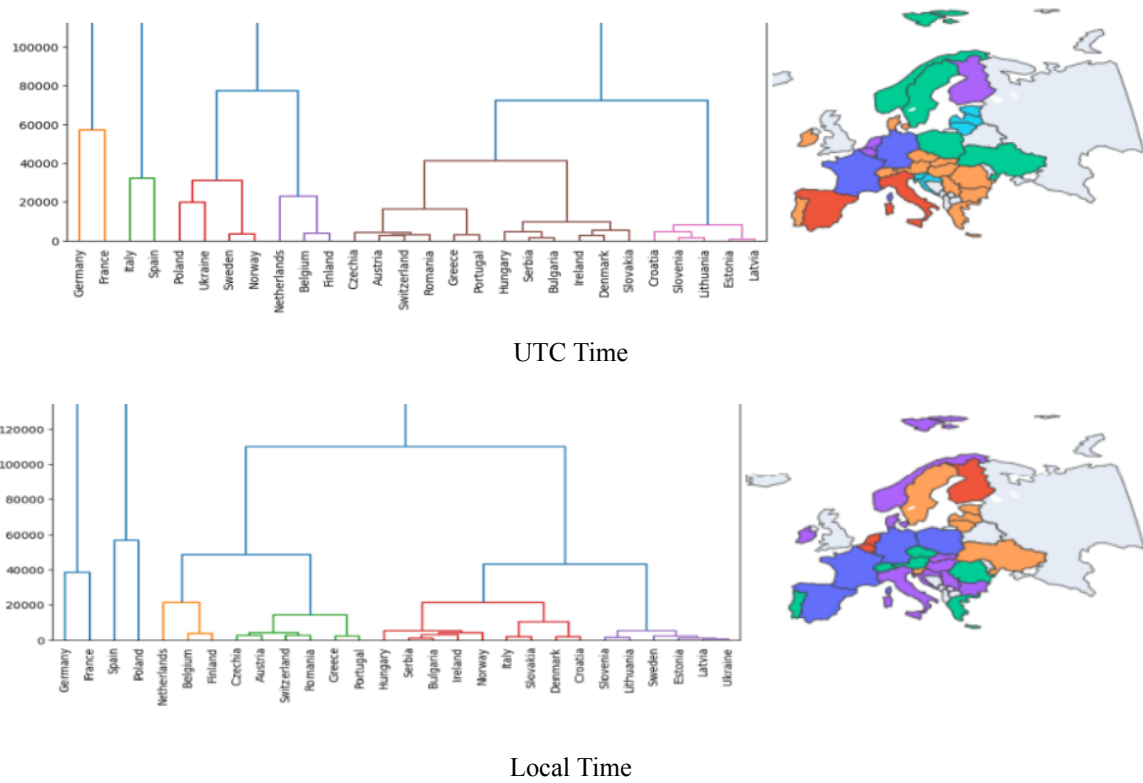 100000
80000
60000
40000
20000
0
Germany
France
Italy
Spain
Poland
Ukraine
Sweden
Norway
Netherlands
Belgium
Finland
Czechia
Austria
Switzerland
Romania
Greece
Portugal
Hungary
Serbia
Bulgaria
Ireland
Denmark
Slovakia
Croatia
Slovenia
Lithuania
Estonia
Latvia
UTC Time
120000
100000
80000
60000
40000
20000
0
Germany
France
Spain
Poland
Netherlands
Belgium
Finland
Czechia
Austria
Switzerland
Romania
Greece
Portugal
Hungary
Serbia
Bulgaria
Ireland
Norway
Italy
Slovakia
Denmark
Croatia
Slovenia
Lithuania
Sweden
Estonia
Latvia
Ukraine
Local Time